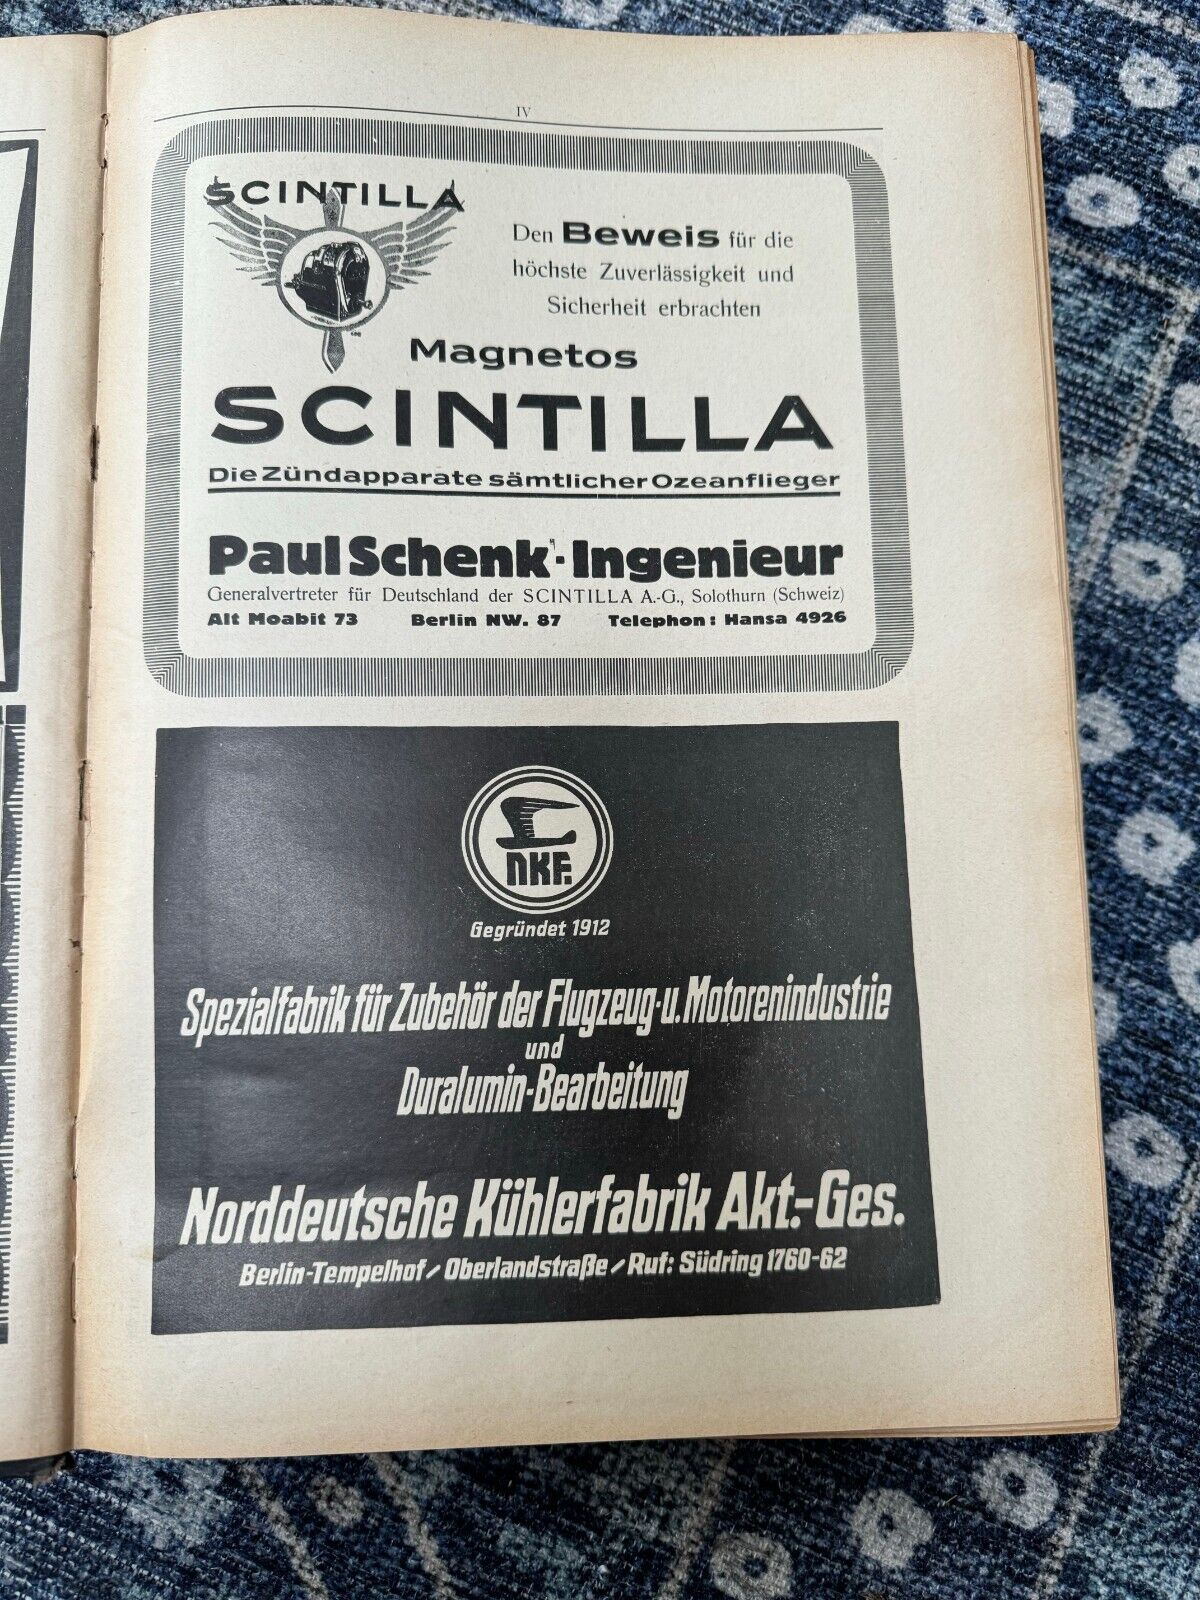 IV
SCINTILLA
Den Beweis für die
höchste Zuverlässigkeit und
Sicherheit erbrachten
Magnetos
SCINTILLA
Die Zündapparate sämtlicher Ozeanflieger
Paul Schenk - Ingenieur
Generalvertreter für Deutschland der SCINTILLA A.-G., Solothurn (Schweiz)
Alt Moabit 73 Berlin NW. 87 Telephon: Hansa 4926
NKF.
Gegründet 1912
Spezialfabrik für Zubehör der Flugzeug- u. Motorenindustrie
und
Duralumin-Bearbeitung
Norddeutsche Kühlerfabrik Akt.-Ges.
Berlin-Tempelhof / Oberlandstraße / Ruf: Südring 1760-62